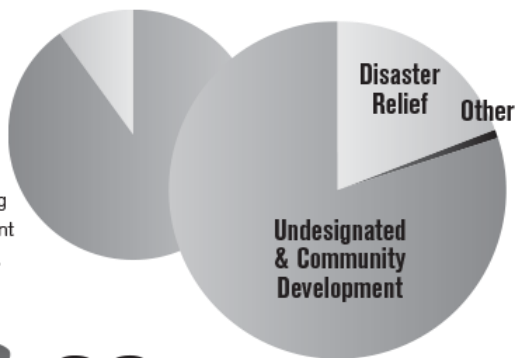 Disaster
Relief
Other
Undesignated
& Community
Development